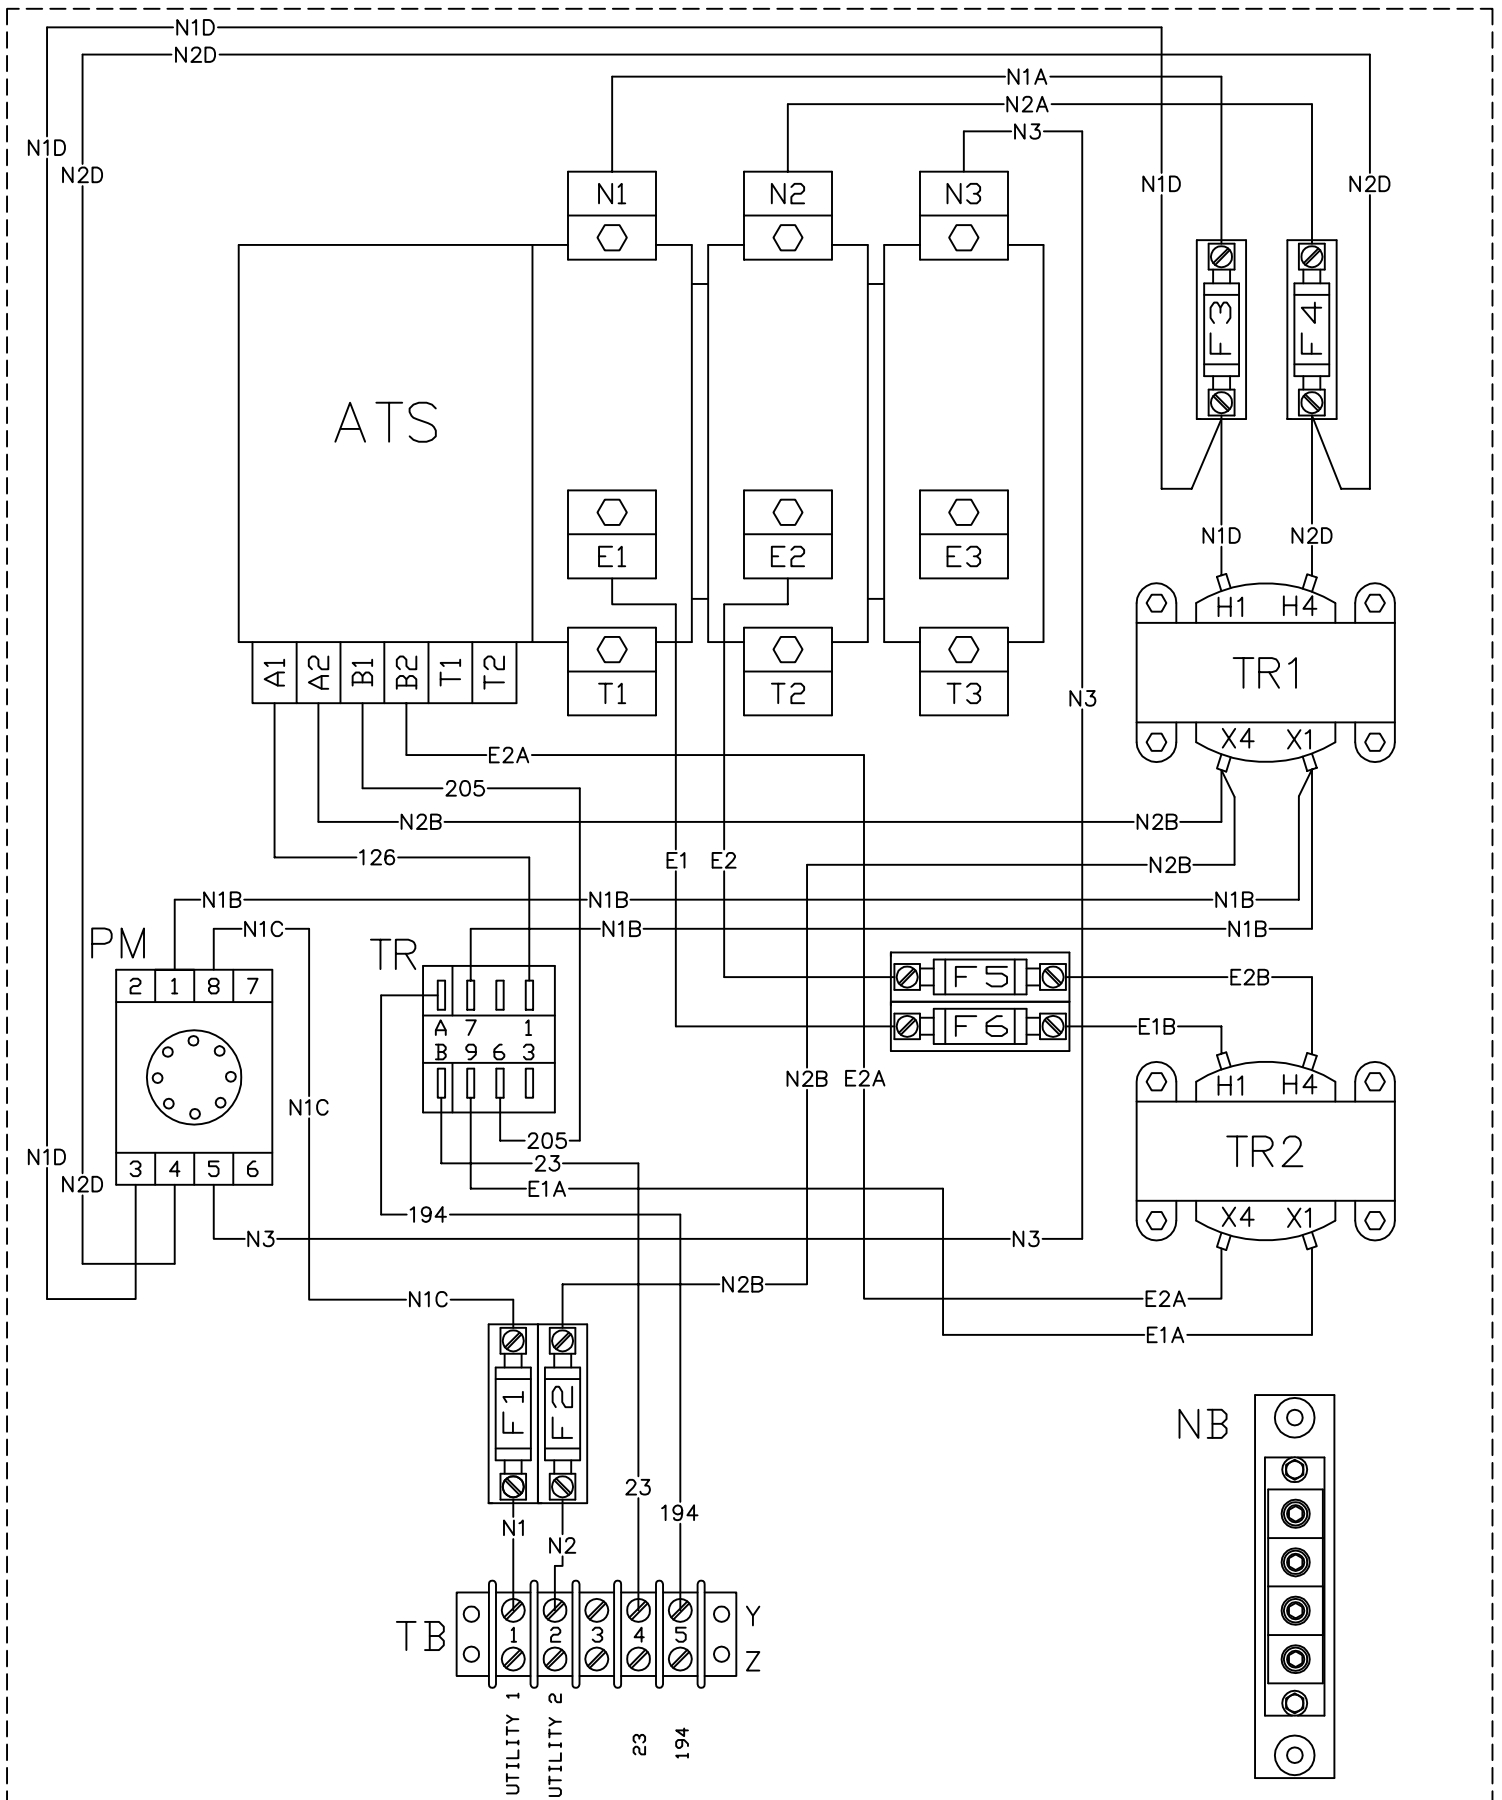 N1D
N2D
N1A
N2A
N3
N1D
N2D
N1D
N2D
N1
N2
N3
F3
F4
ATS
E1
E2
E3
N1D
N2D
H1
H4
TR1
A1
A2
B1
B2
T1
T2
T1
T2
T3
N3
X4
X1
E2A
205
N2B
N2B
126
E1
E2
N2B
N1B
N1B
N1B
N1C
N1B
N1B
PM
TR
2
1
8
7
F5
E2B
A
7
1
F6
E1B
B
9
6
3
N2B
E2A
H1
H4
N1C
205
TR2
N1D
3
4
5
6
23
N2D
E1A
194
X4
X1
N3
N3
N2B
N1C
E2A
E1A
F1
F2
NB
23
194
N1
N2
TB
1
2
3
4
5
Y
Z
UTILITY 1
UTILITY 2
23
194